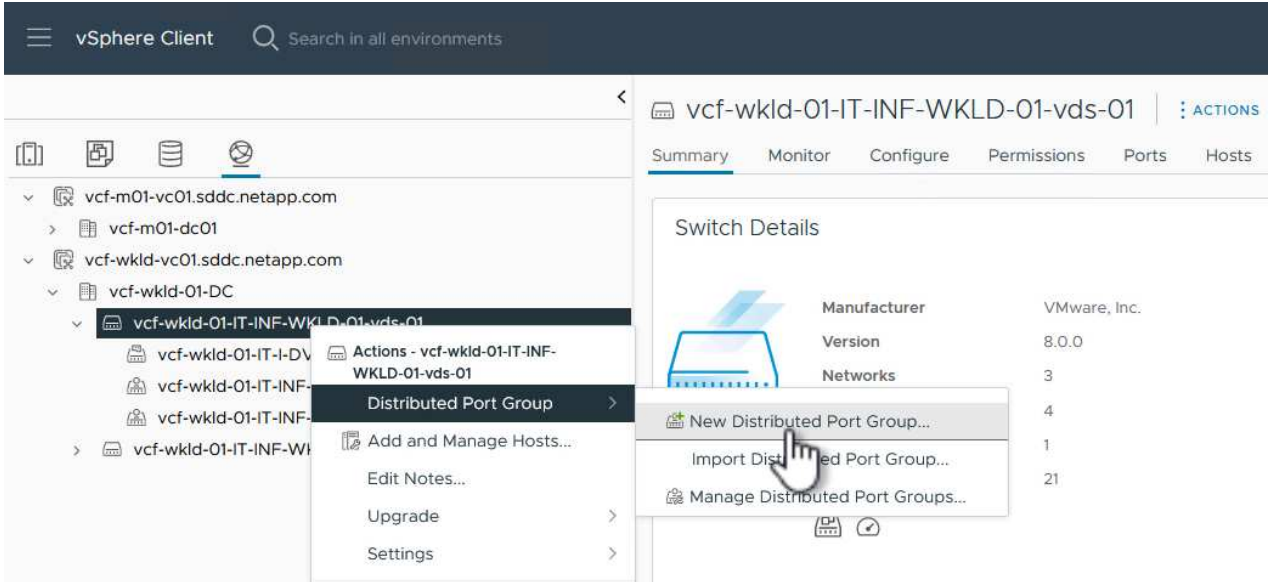 vSphere Client
Search in all environments
vcf-wkld-01-IT-INF-WKLD-01-vds-01
ACTIONS
Summary Monitor Configure Permissions Ports Hosts
vcf-m01-vc01.sddc.netapp.com
vcf-m01-dc01
vcf-wkld-vc01.sddc.netapp.com
vcf-wkld-01-DC
vcf-wkld-01-IT-INF-WKLD-01-vds-01
vcf-wkld-01-IT-I-DV
vcf-wkld-01-IT-INF-
vcf-wkld-01-IT-INF-
vcf-wkld-01-IT-INF-WK
Actions - vcf-wkld-01-IT-INF-
WKLD-01-vds-01
Distributed Port Group
Add and Manage Hosts...
Edit Notes...
Upgrade
Settings
New Distributed Port Group...
Import Distributed Port Group...
Manage Distributed Port Groups...
Switch Details
Manufacturer VMware, Inc.
Version 8.0.0
Networks 3
4
1
21